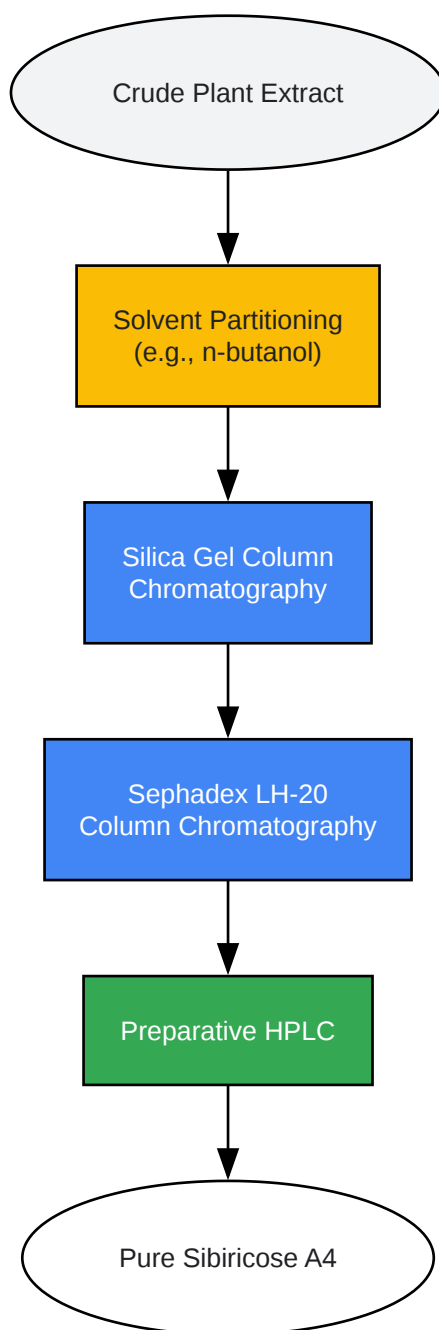 Crude Plant Extract
Solvent Partitioning
(e.g., n-butanol)
Silica Gel Column
Chromatography
Sephadex LH-20
Column Chromatography
Preparative HPLC
Pure Sibiricose A4